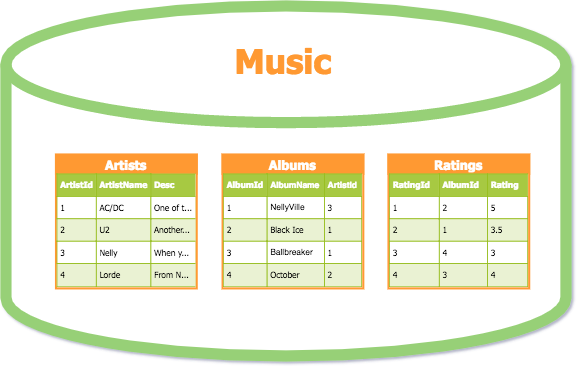 Music
Artists
ArtistId ArtistName Desc
1 AC/DC One of t...
2 U2 Another...
3 Nelly When y...
4 Lorde From N...
Albums
AlbumId AlbumName ArtistId
1 NellyVille 3
2 Black Ice 1
3 Ballbreaker 1
4 October 2
Ratings
RatingId AlbumId Rating
1 2 5
2 1 3.5
3 4 3
4 3 4